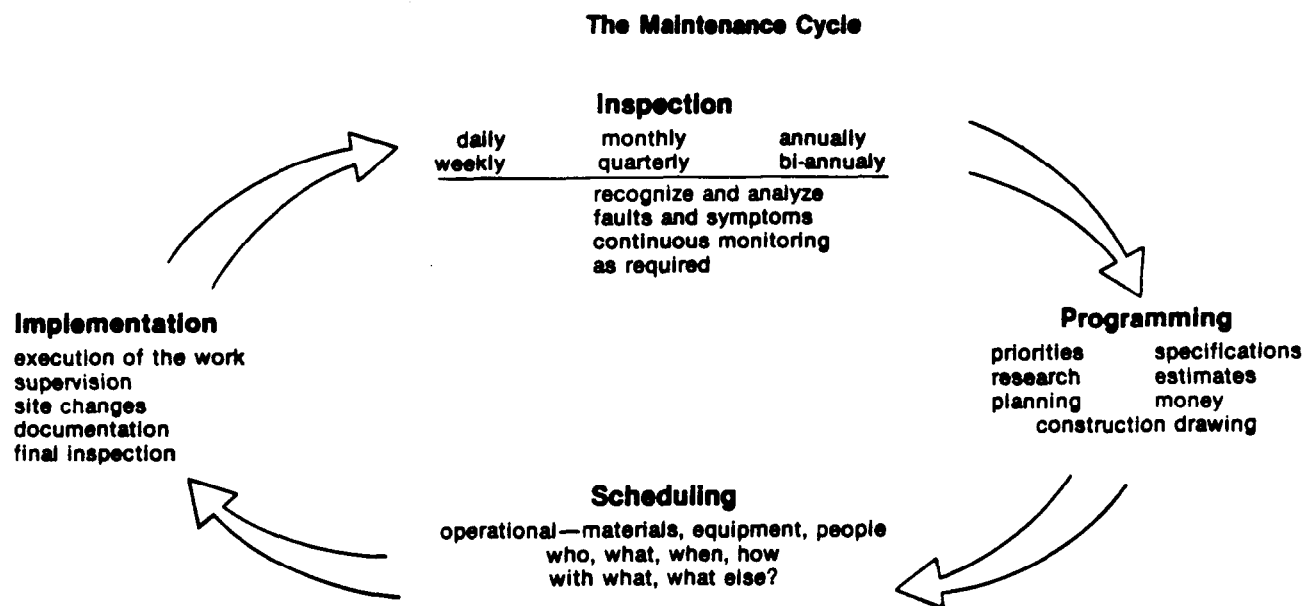 The Maintenance Cycle
Inspection
daily monthly annually
weekly quarterly bi-annualy
recognize and analyze
faults and symptoms
continuous monitoring
as required
Programming
priorities specifications
research estimates
planning money
construction drawing
Scheduling
operational—materials, equipment, people
who, what, when, how
with what, what else?
Implementation
execution of the work
supervision
site changes
documentation
final inspection